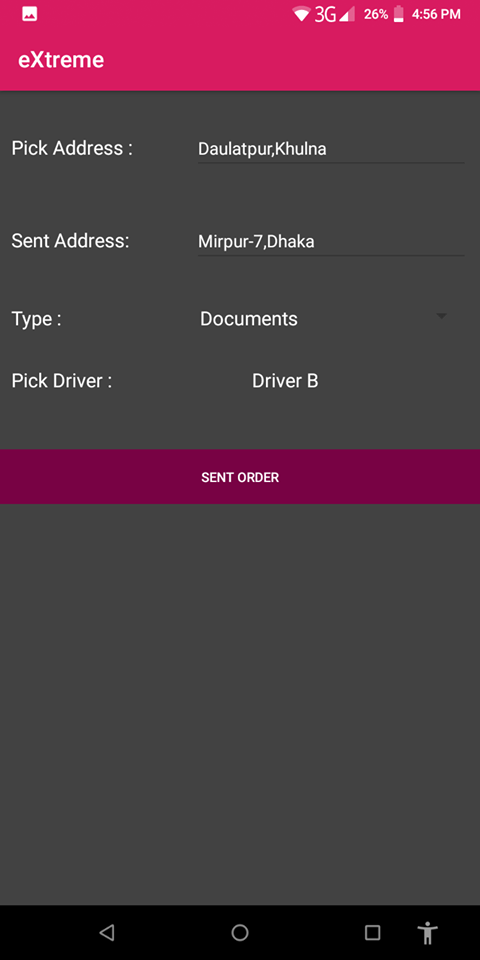 3G 26% 4:56 PM
eXtreme
Pick Address : Daulatpur,Khulna
Sent Address: Mirpur-7,Dhaka
Type : Documents
Pick Driver : Driver B
SENT ORDER